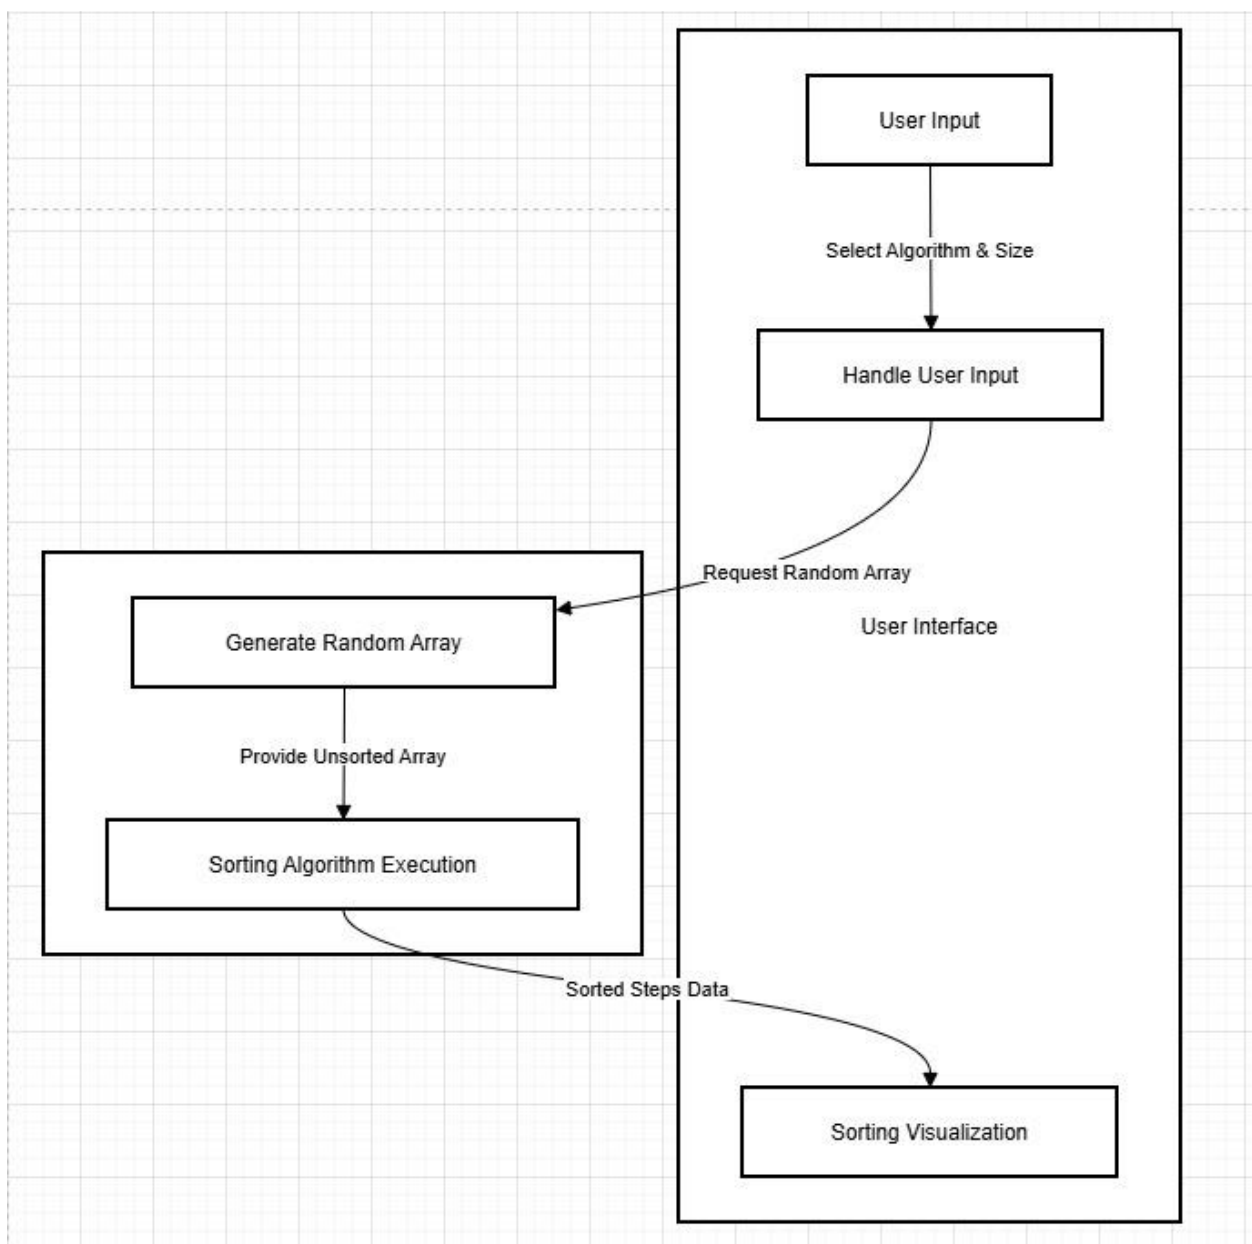 User Input
Select Algorithm & Size
Handle User Input
Request Random Array
User Interface
Generate Random Array
Provide Unsorted Array
Sorting Algorithm Execution
Sorted Steps Data
Sorting Visualization